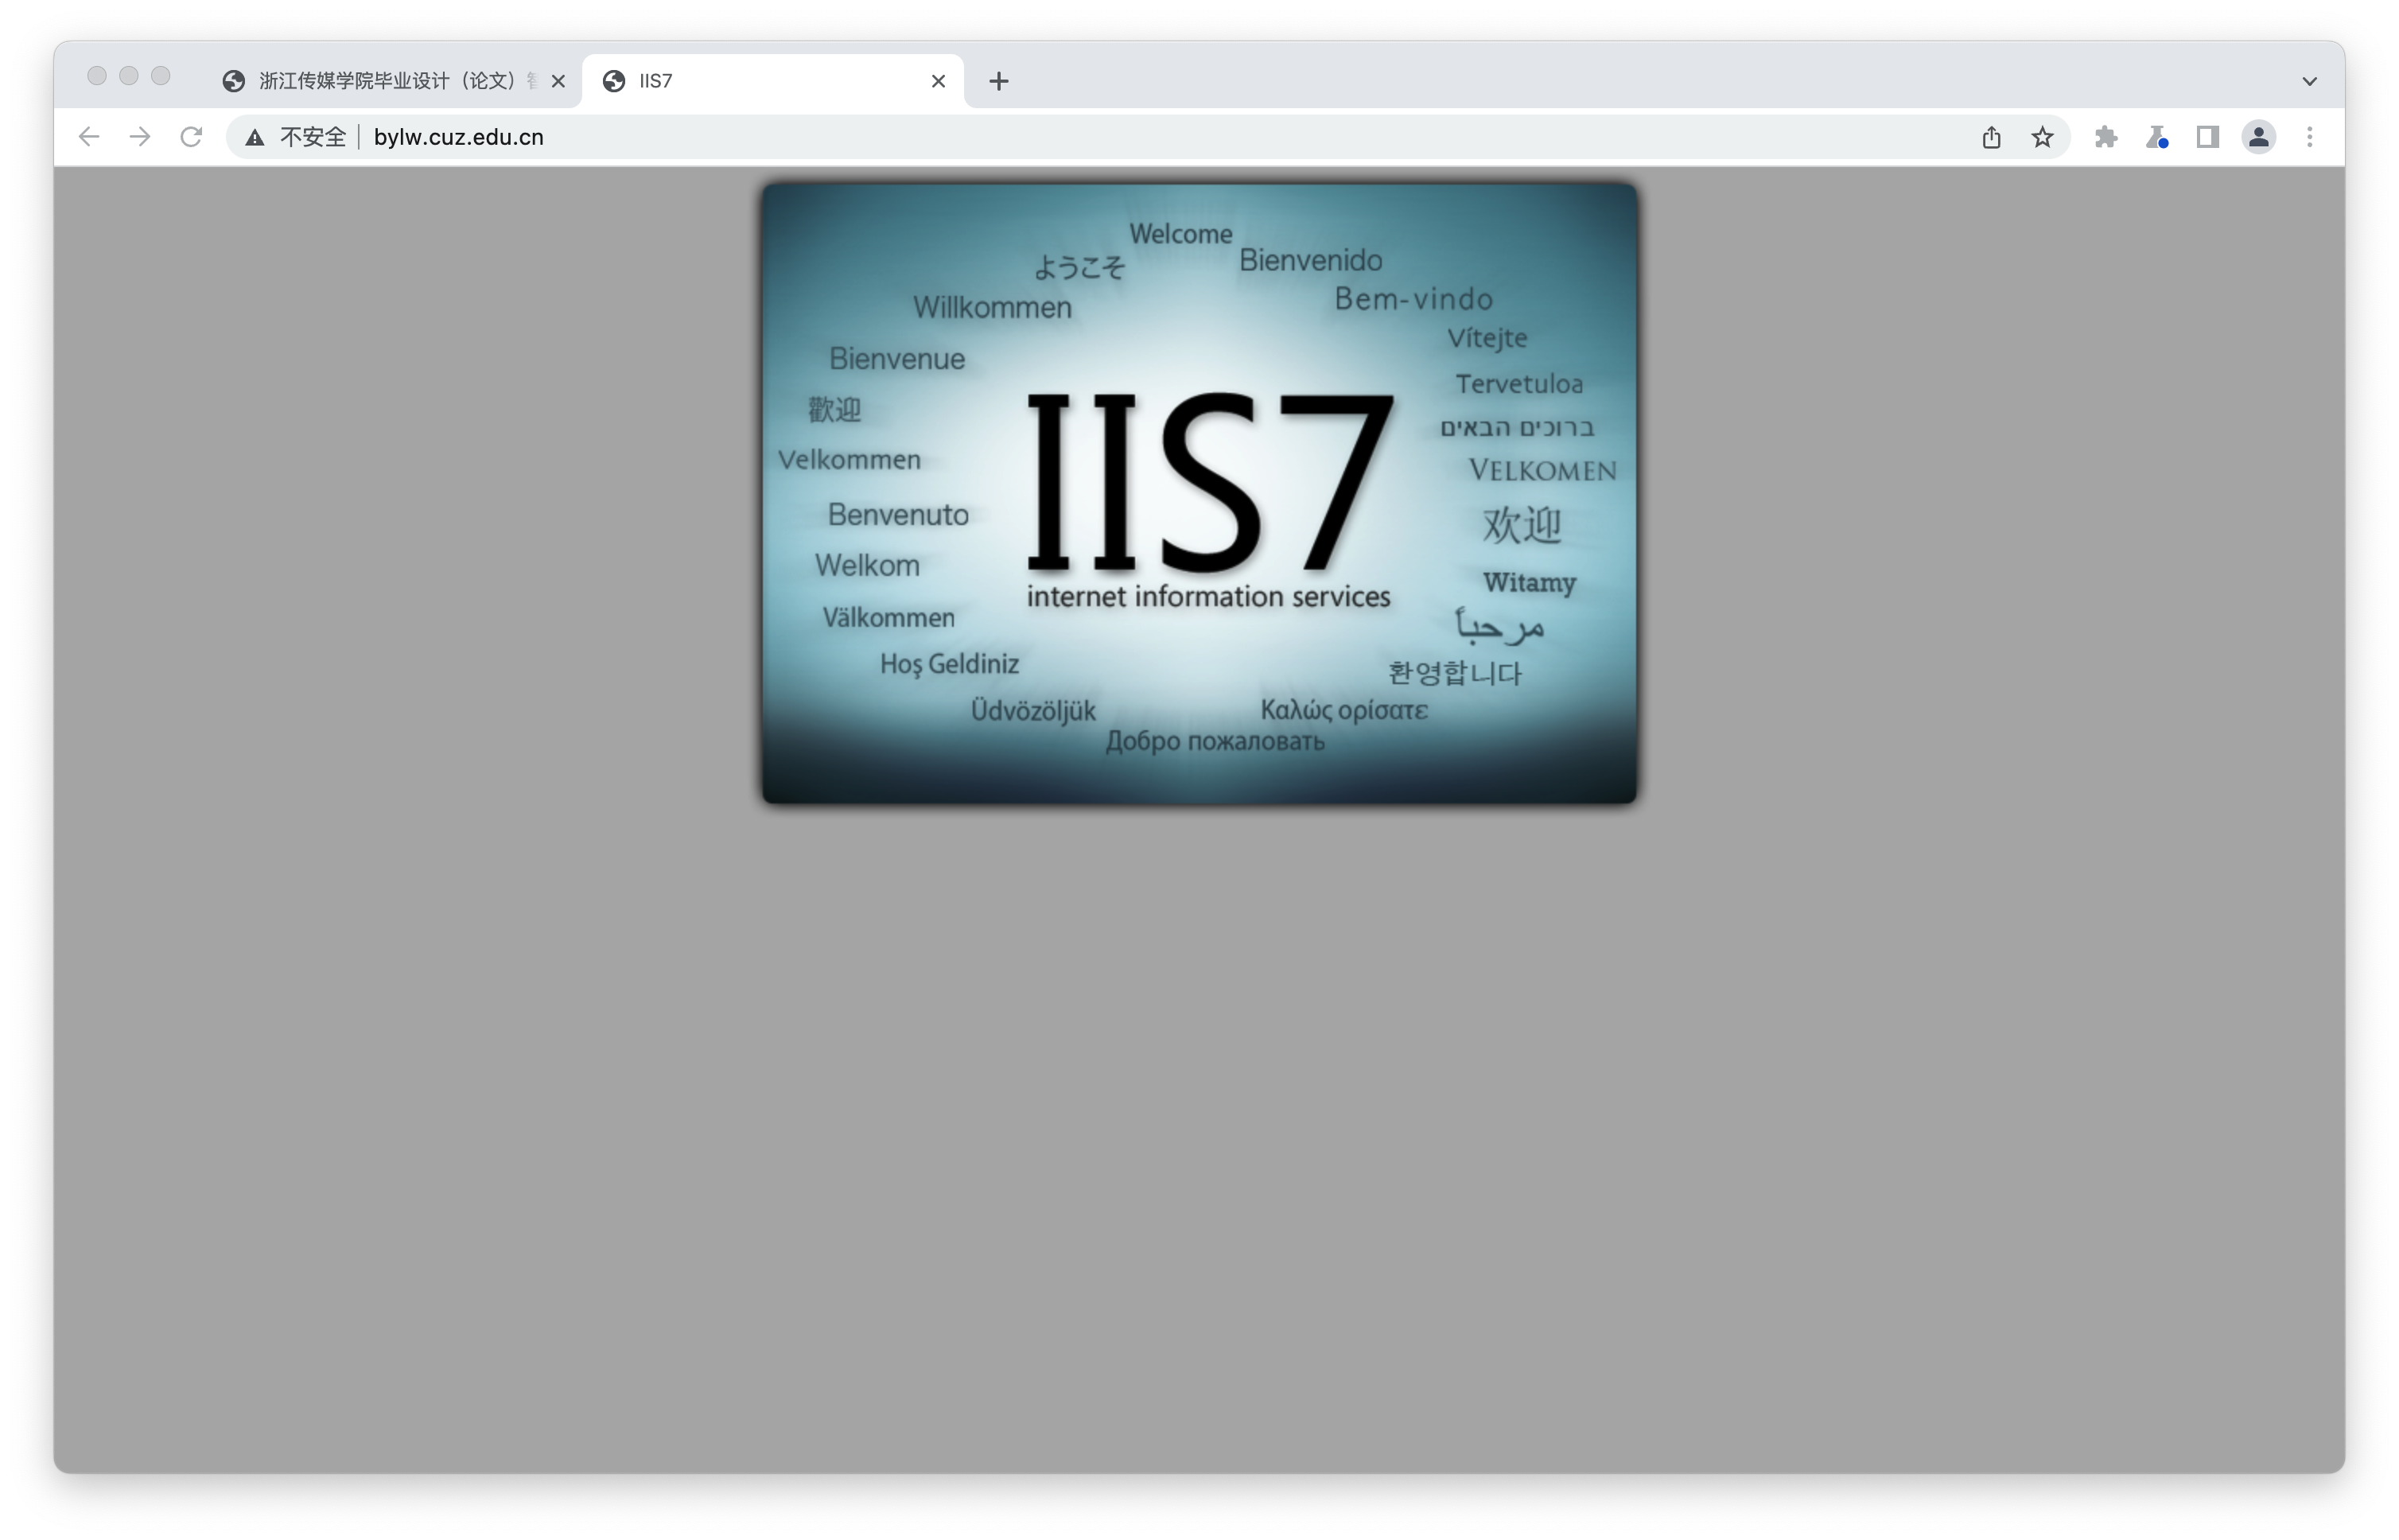 浙江传媒学院毕业设计（论文）
IIS7
不安全
bylw.cuz.edu.cn
Welcome
ようこそ
Bienvenido
Willkommen
Bem-vindo
Vítejte
Bienvenue
Tervetuloa
歡迎
ברוכים הבאים
Velkommen
VELKOMEN
IIS7
Benvenuto
欢迎
Welkom
Witamy
internet information services
Välkommen
مرحباً
Hoş Geldiniz
환영합니다
Üdvözöljük
Καλώς ορίσατε
Добро пожаловать